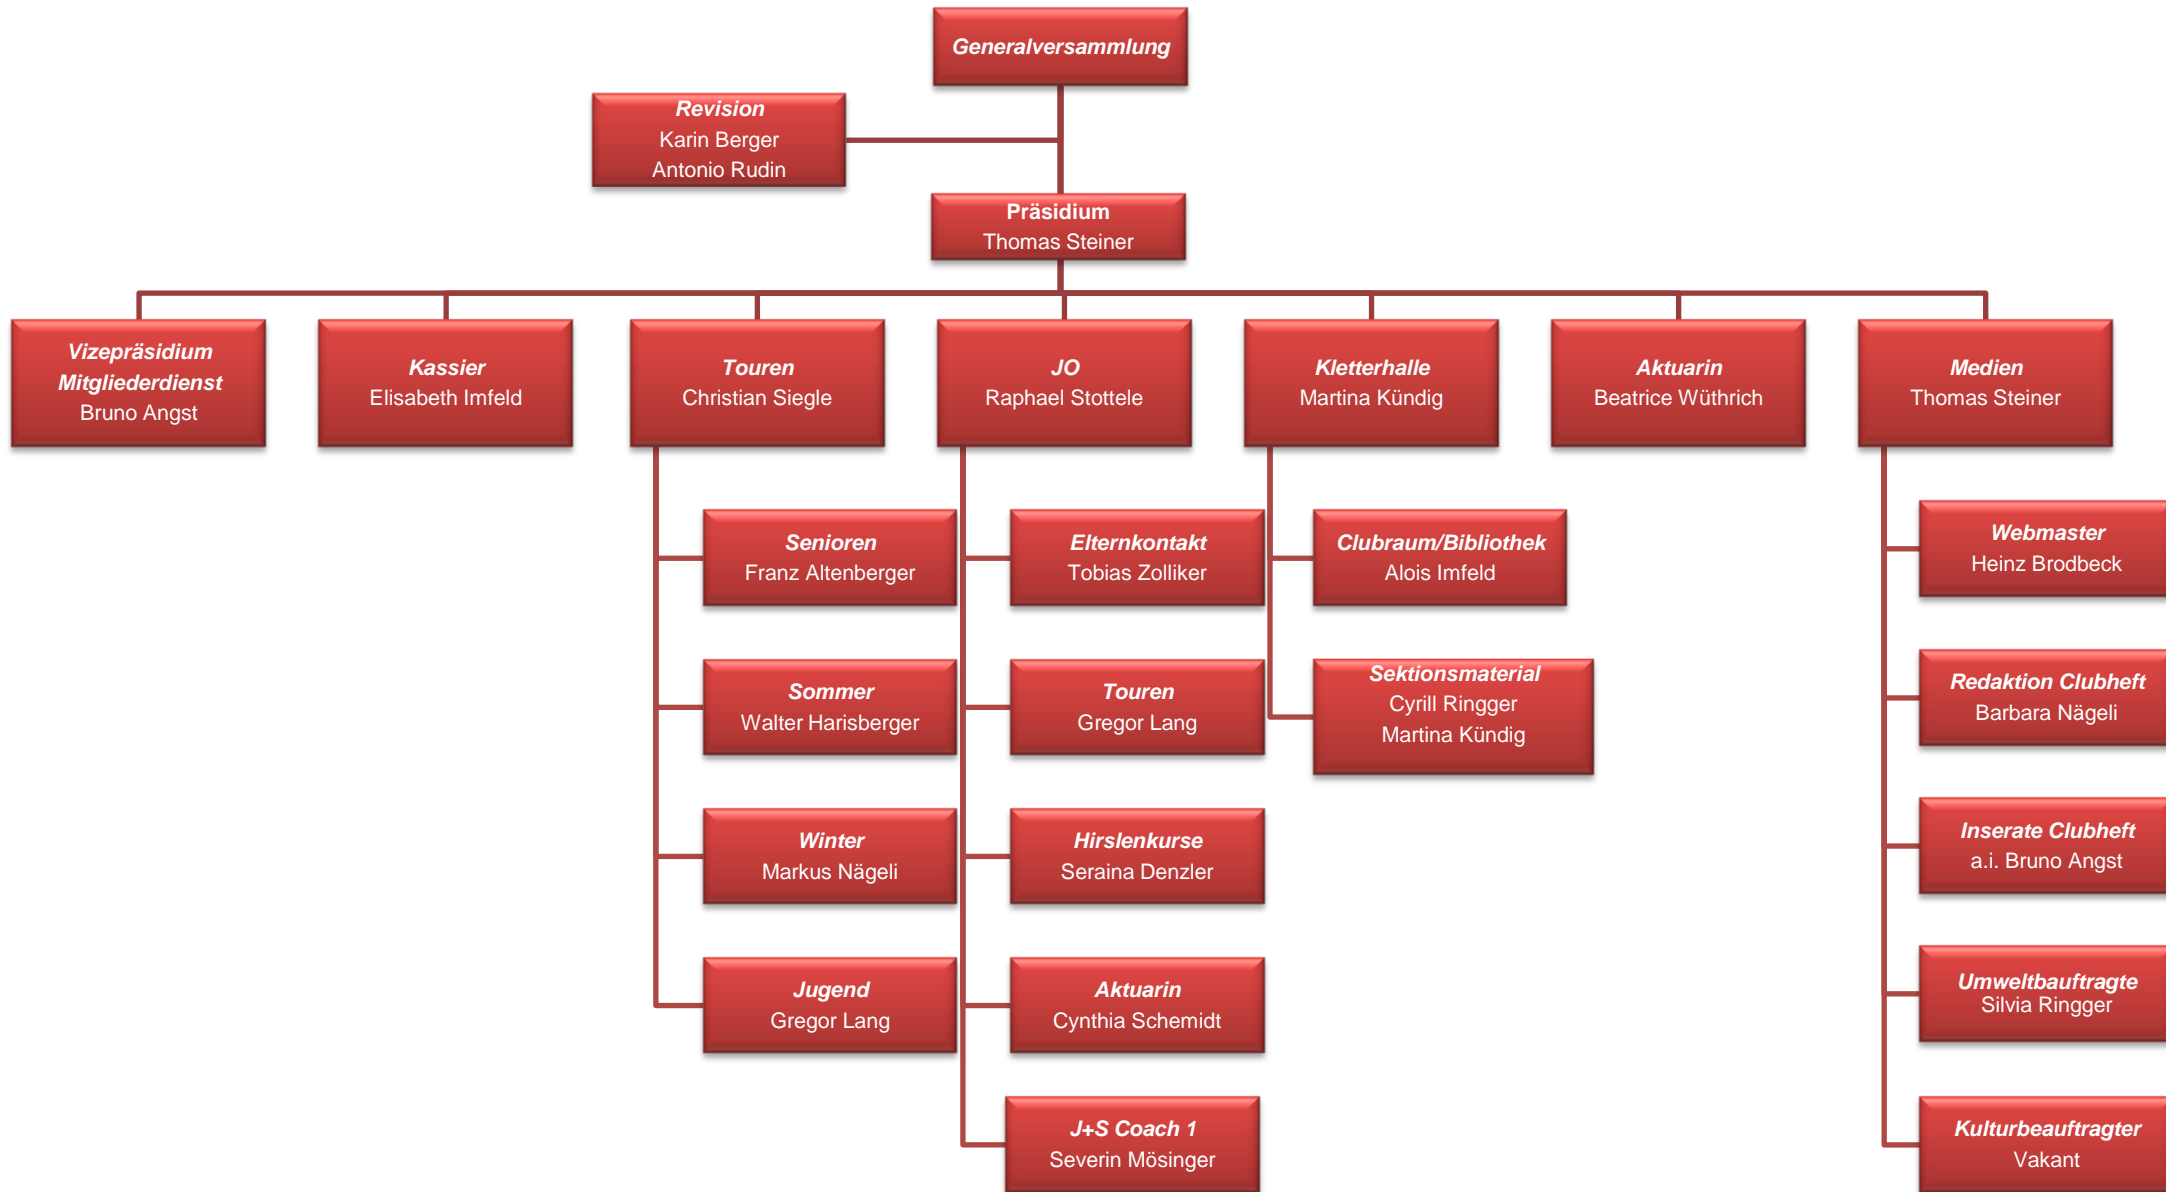 Generalversammlung
Revision
Karin Berger
Antonio Rudin
Präsidium
Thomas Steiner
Vizepräsidium
Mitgliederdienst
Bruno Angst
Kassier
Elisabeth Imfeld
Touren
Christian Siegle
JO
Raphael Stottele
Kletterhalle
Martina Kündig
Aktuarin
Beatrice Wüthrich
Medien
Thomas Steiner
Senioren
Franz Altenberger
Sommer
Walter Harisberger
Winter
Markus Nägeli
Jugend
Gregor Lang
Elternkontakt
Tobias Zolliker
Touren
Gregor Lang
Hirslenkurse
Seraina Denzler
Aktuarin
Cynthia Schemidt
J+S Coach 1
Severin Mösinger
Clubraum/Bibliothek
Alois Imfeld
Sektionsmaterial
Cyrill Ringger
Martina Kündig
Webmaster
Heinz Brodbeck
Redaktion Clubheft
Barbara Nägeli
Inserate Clubheft
a.i. Bruno Angst
Umweltbauftragte
Silvia Ringger
Kulturbeauftragter
Vakant